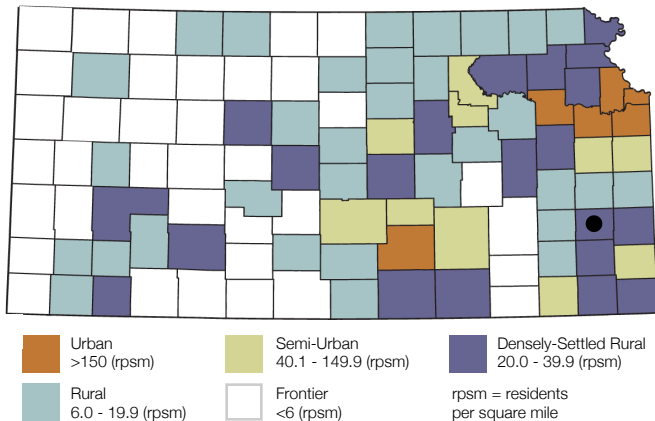 Urban
>150 (rpsm)
Semi-Urban
40.1 - 149.9 (rpsm)
Densely-Settled Rural
20.0 - 39.9 (rpsm)
Rural
6.0 - 19.9 (rpsm)
Frontier
<6 (rpsm)
rpsm = residents
per square mile